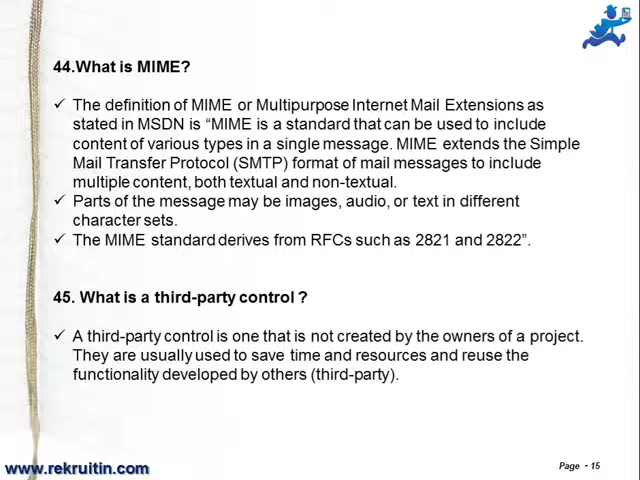 44.What is MIME?
✓ The definition of MIME or Multipurpose Internet Mail Extensions as
stated in MSDN is “MIME is a standard that can be used to include
content of various types in a single message. MIME extends the Simple
Mail Transfer Protocol (SMTP) format of mail messages to include
multiple content, both textual and non-textual.
✓ Parts of the message may be images, audio, or text in different
character sets.
✓ The MIME standard derives from RFCs such as 2821 and 2822”.
45. What is a third-party control ?
✓ A third-party control is one that is not created by the owners of a project.
They are usually used to save time and resources and reuse the
functionality developed by others (third-party).
www.rekruitin.com
Page - 15